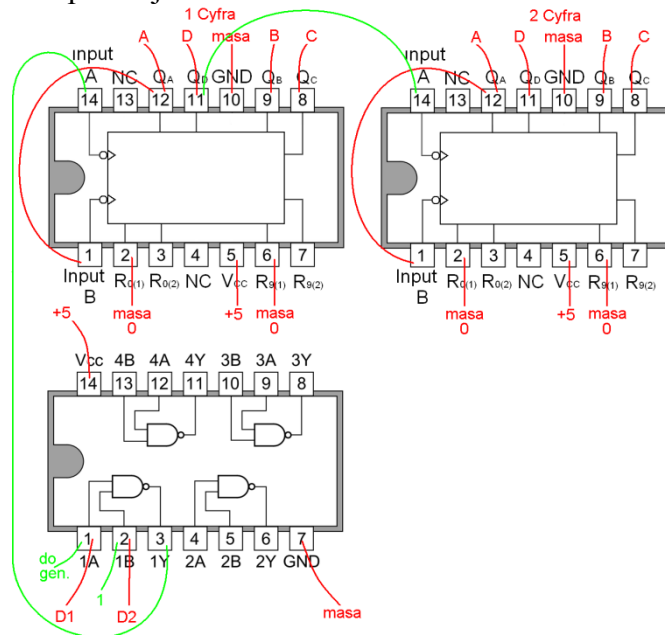 1 Cyfra
2 Cyfra
input A D masa B C
input A D masa B C
A NC QA QD GND QB QC
A NC QA QD GND QB QC
14 13 12 11 10 9 8
14 13 12 11 10 9 8
1 2 3 4 5 6 7
1 2 3 4 5 6 7
Input R0(1) R0(2) NC VCC R9(1) R9(2)
Input R0(1) R0(2) NC VCC R9(1) R9(2)
B
B
masa 0 +5 masa 0
masa 0 +5 masa 0
+5
Vcc 4B 4A 4Y 3B 3A 3Y
14 13 12 11 10 9 8
1 2 3 4 5 6 7
do gen.
1A 1B 1Y 2A 2B 2Y GND
D1 1 D2 masa